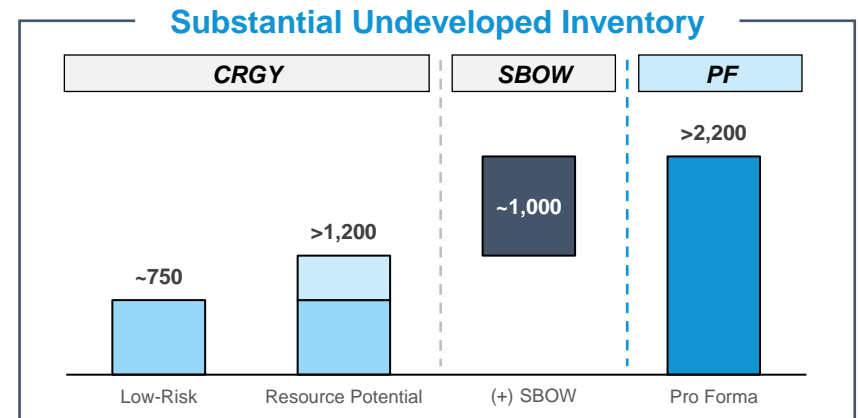 Substantial Undeveloped Inventory
CRGY
SBOW
PF
~750
>1,200
~1,000
>2,200
Low-Risk
Resource Potential
(+) SBOW
Pro Forma